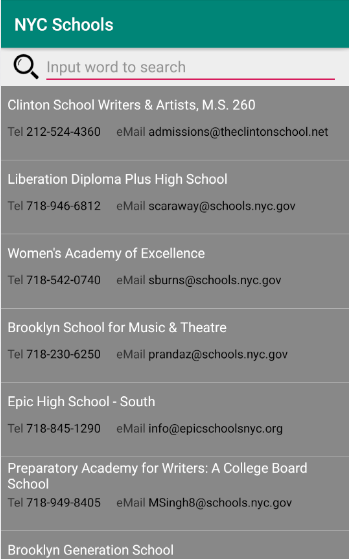 NYC Schools
Input word to search
Clinton School Writers & Artists, M.S. 260
Tel 212-524-4360 eMail admissions@theclintonschool.net
Liberation Diploma Plus High School
Tel 718-946-6812 eMail scaraway@schools.nyc.gov
Women's Academy of Excellence
Tel 718-542-0740 eMail sburns@schools.nyc.gov
Brooklyn School for Music & Theatre
Tel 718-230-6250 eMail prandaz@schools.nyc.gov
Epic High School - South
Tel 718-845-1290 eMail info@epicschoolsnyc.org
Preparatory Academy for Writers: A College Board
School
Tel 718-949-8405 eMail MSingh8@schools.nyc.gov
Brooklyn Generation School